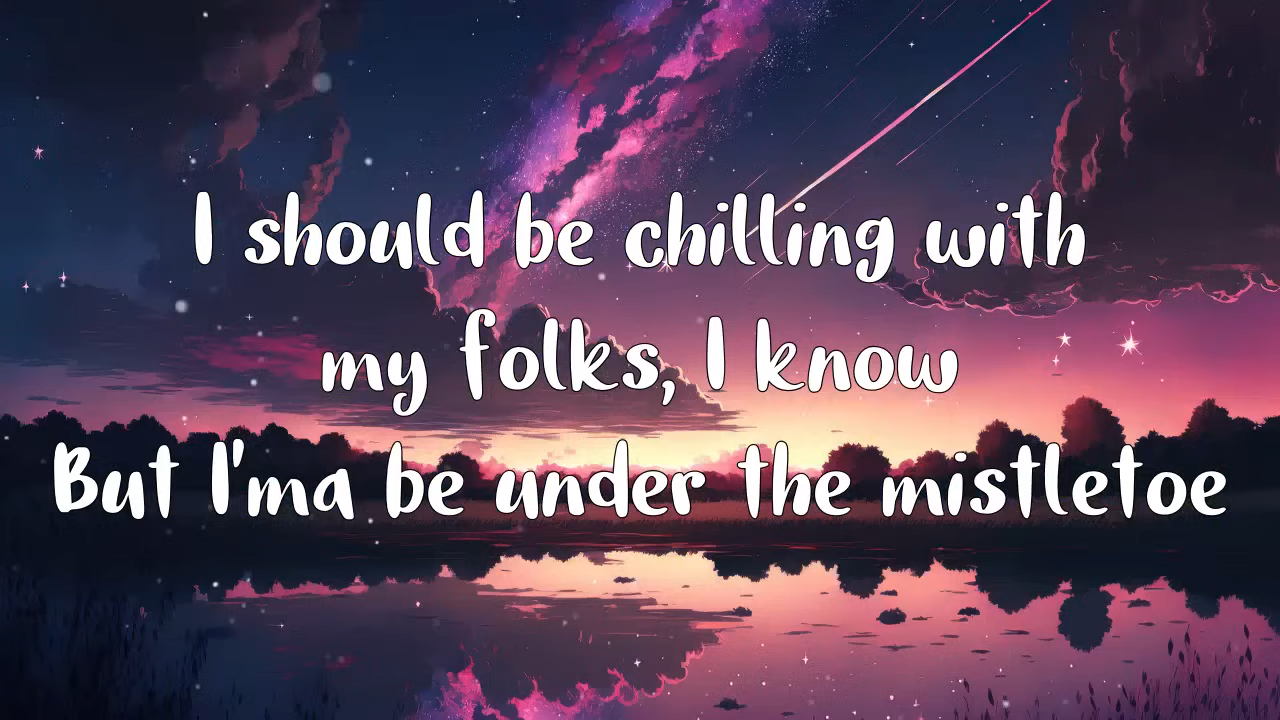 I should be chilling with
my folks, I know
But I'ma be under the mistletoe